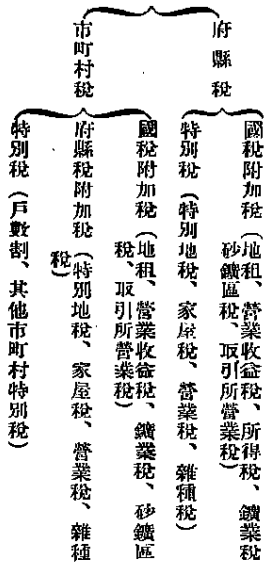 府縣稅
國稅附加稅(地租、營業收益稅、所得稅、鑛業稅
砂鑛區稅、取引所營業稅)
特別稅(特別地稅、家屋稅、營業稅、雜種稅)
市町村稅
國稅附加稅(地租、營業收益稅、鑛業稅、砂鑛區
稅、取引所營業稅)
府縣稅附加稅(特別地稅、家屋稅、營業稅、雜種
稅)
特別稅(戶數割、其他市町村特別稅)